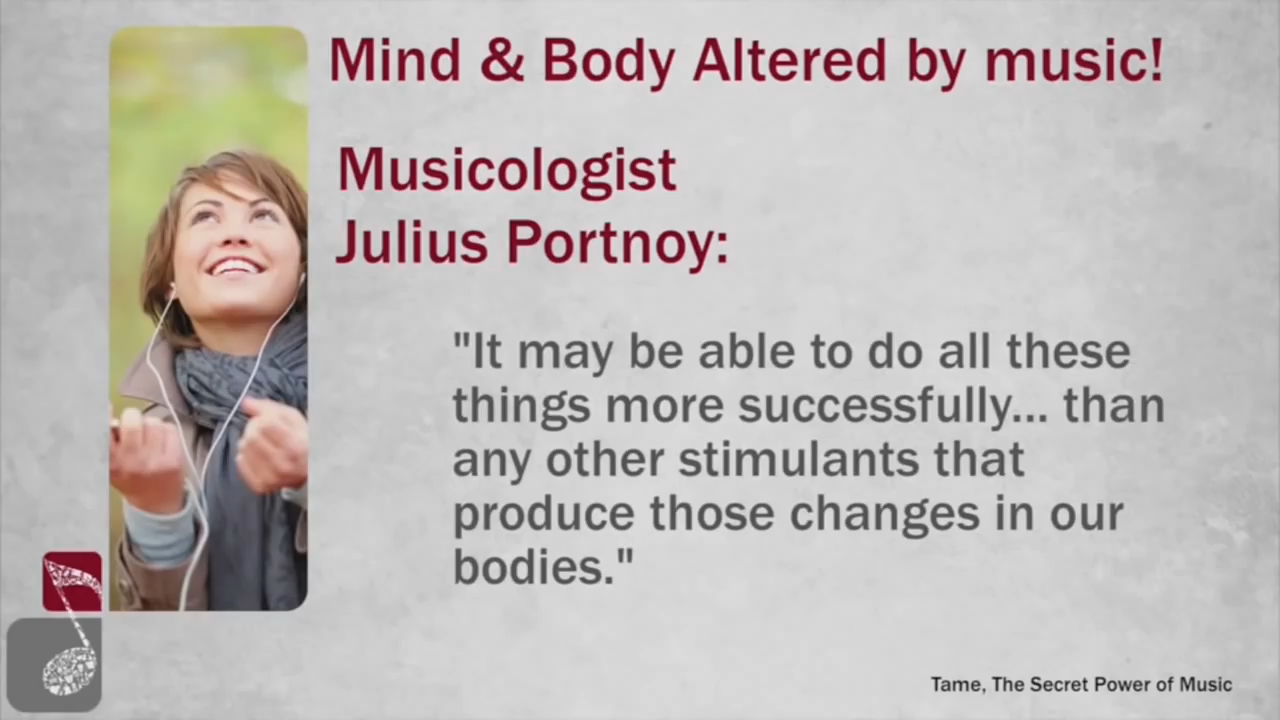 Mind & Body Altered by music!
Musicologist
Julius Portnoy:
"It may be able to do all these
things more successfully... than
any other stimulants that
produce those changes in our
bodies."
Tame, The Secret Power of Music